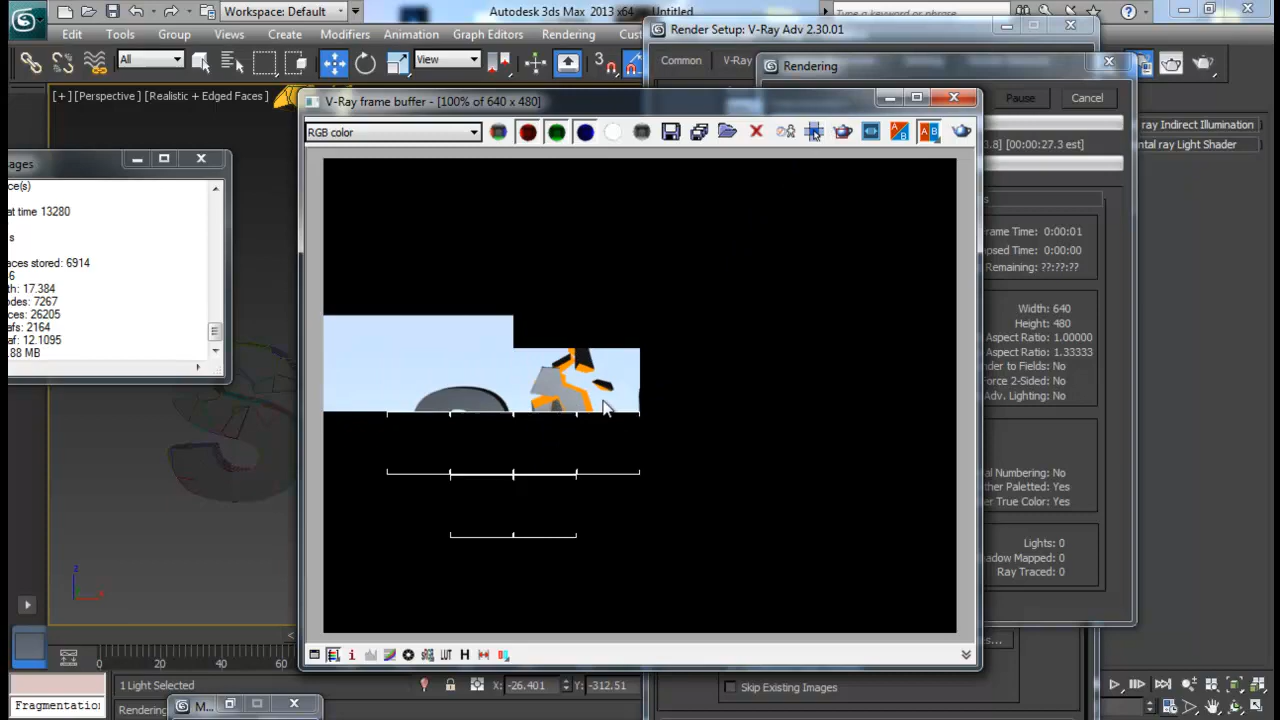 Workspace: Default
Autodesk 3ds Max 2013 x64
Untitled
Edit Tools Group Views Create Modifiers Animation Graph Editors Rendering
Render Setup: V-Ray Adv 2.30.01
All
View
3
Common
Rendering
[+] [Perspective] [Realistic + Edged Faces]
V-Ray frame buffer - [100% of 640 x 480]
Pause
Cancel
RGB color
ray Indirect Illumination
3.8] [00:00:27.3 est]
ntal ray Light Shader
ages
ce(s)
at time 13280
s
aces stored: 6914
th: 17.384
odes: 7267
ces: 26205
afs: 2164
af: 12.1095
.88 MB
rame Time: 0:00:01
psed Time: 0:00:00
Remaining: ??:??:??
Width: 640
Height: 480
Aspect Ratio: 1.00000
Aspect Ratio: 1.33333
nder to Fields: No
Force 2-Sided: No
Adv. Lighting: No
al Numbering: No
ther Paletted: Yes
er True Color: Yes
Lights: 0
adow Mapped: 0
Ray Traced: 0
z
x
LUT H
0 20 40 60 80
1 Light Selected
X: -26.401
Y: -312.51
Skip Existing Images
Fragmentation
Rendering
M...